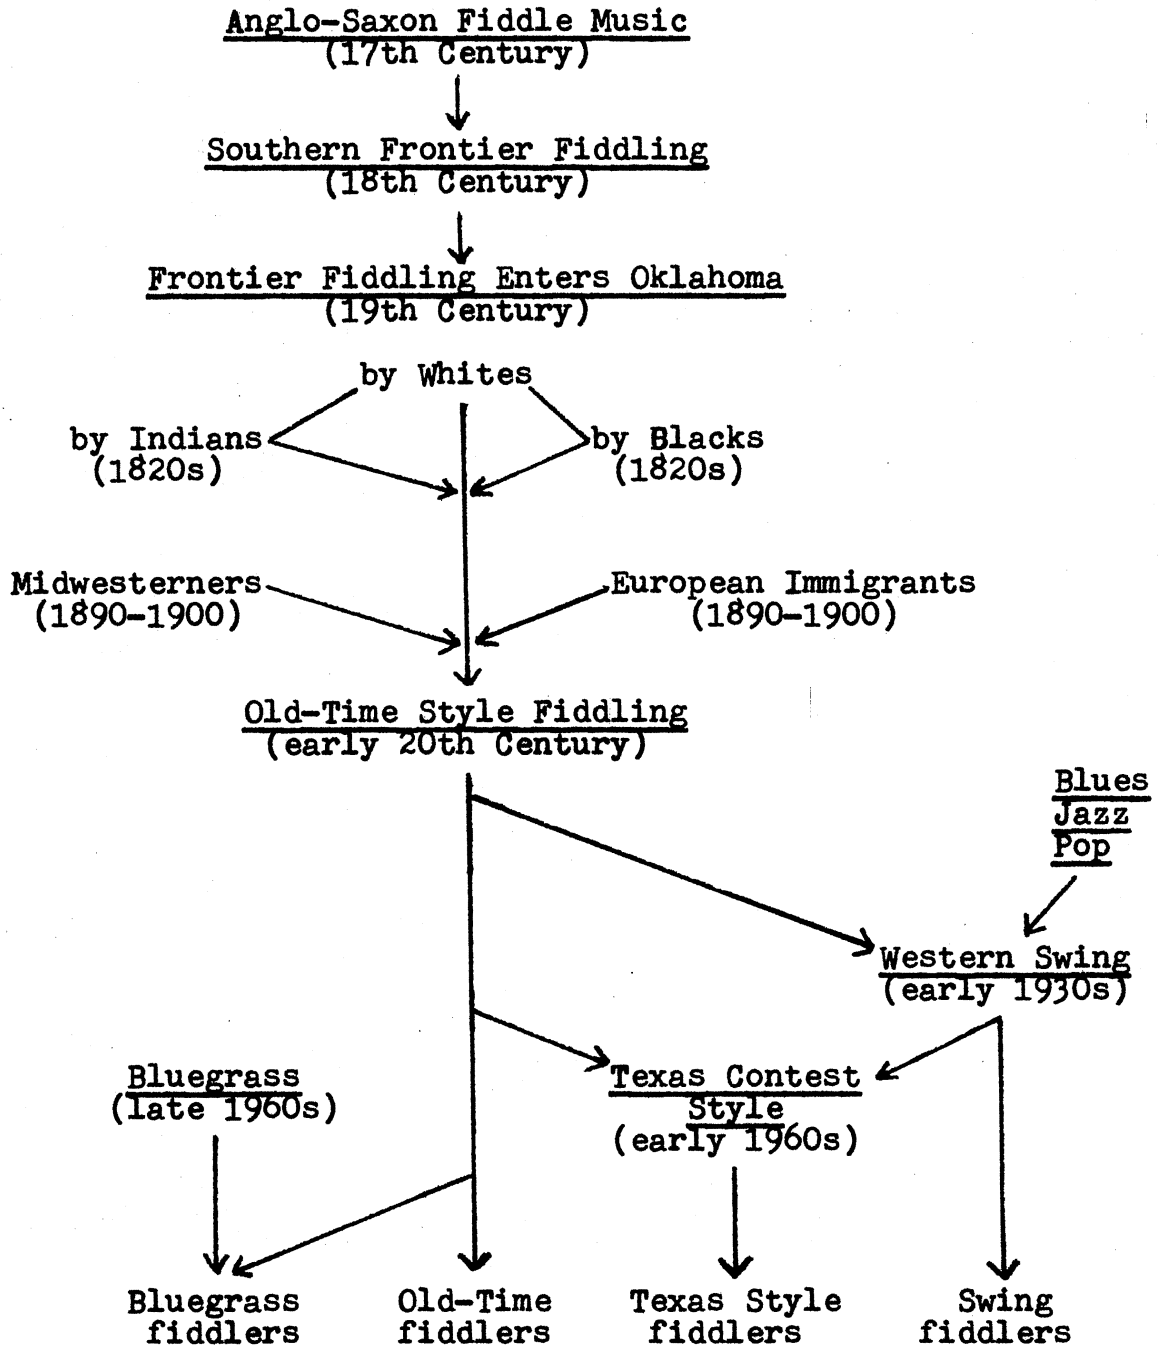 Anglo-Saxon Fiddle Music
(17th Century)
Southern Frontier Fiddling
(18th Century)
Frontier Fiddling Enters Oklahoma
(19th Century)
by Whites
by Indians
(1820s)
by Blacks
(1820s)
Midwesterners
(1890-1900)
European Immigrants
(1890-1900)
Old-Time Style Fiddling
(early 20th Century)
Blues
Jazz
Pop
Western Swing
(early 1930s)
Bluegrass
(late 1960s)
Texas Contest
Style
(early 1960s)
Bluegrass
fiddlers
Old-Time
fiddlers
Texas Style
fiddlers
Swing
fiddlers